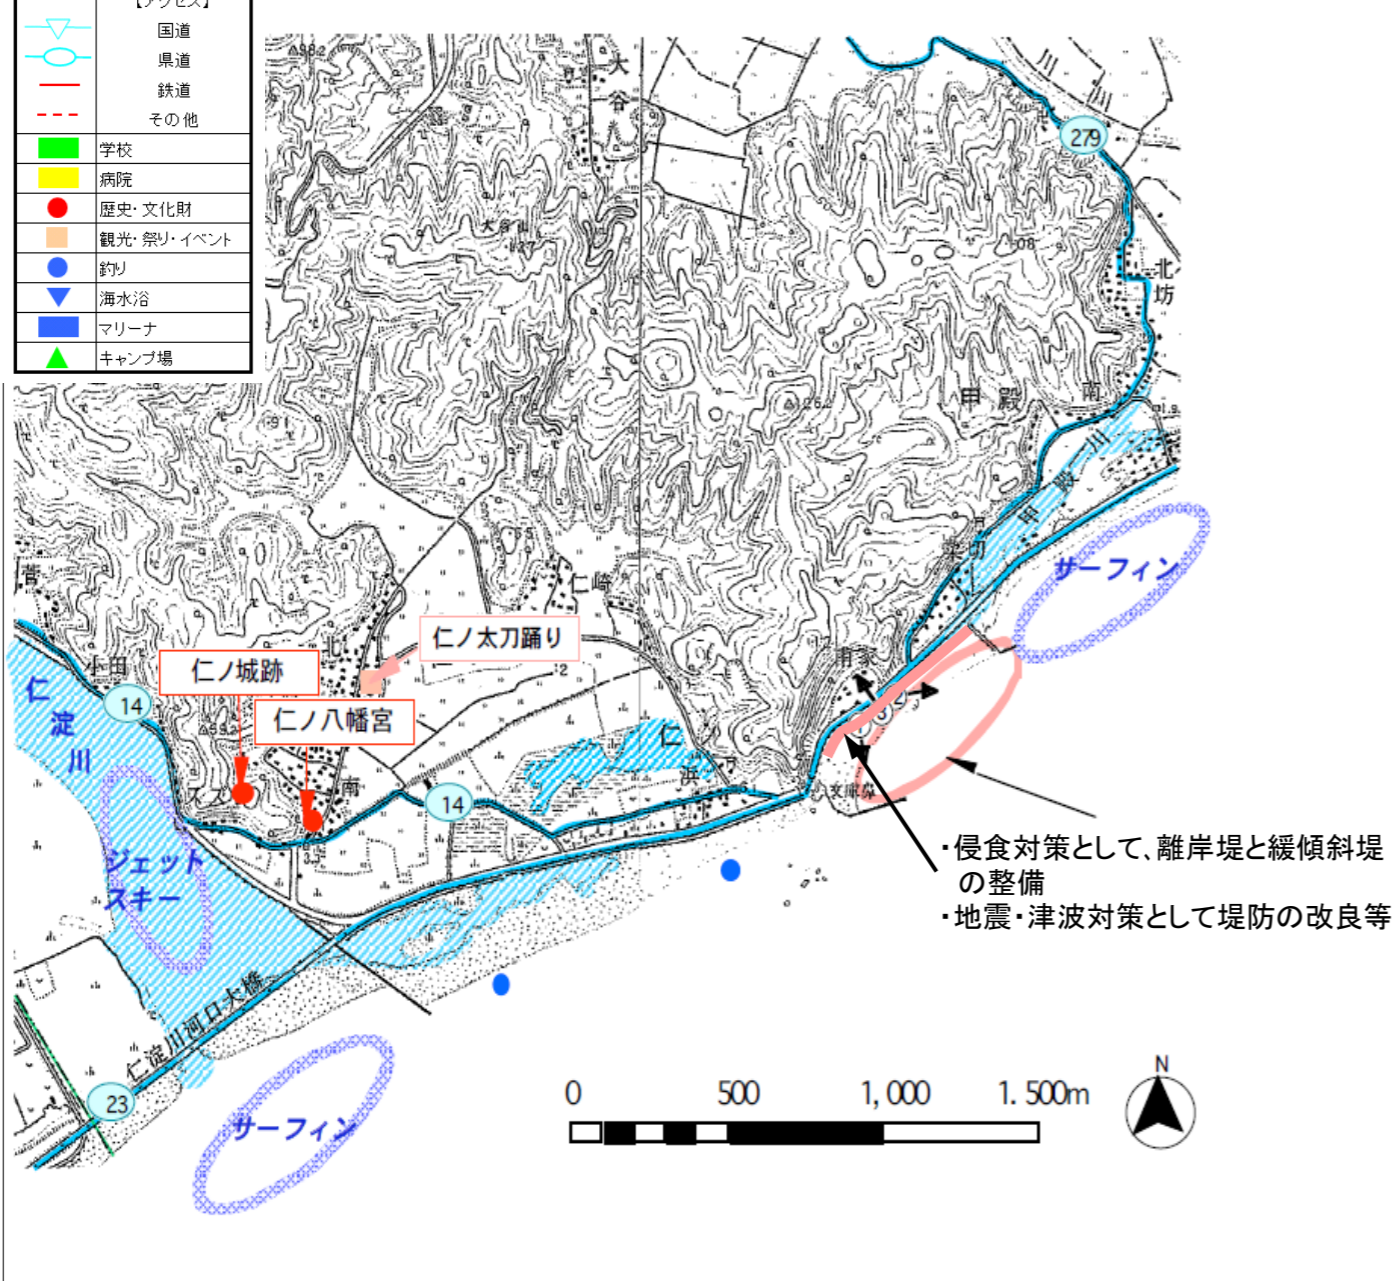 【アクセス】
国道
県道
鉄道
その他
学校
病院
歴史・文化財
観光・祭り・イベント
釣り
海水浴
マリーナ
キャンプ場
大谷
279
北坊
甲殿
南
サーフィン
菅
仁崎
北
仁ノ太刀踊り
小田
仁ノ城跡
仁ノ八幡宮
14
仁淀川
南
14
仁ノ
浜
2
3
1
ジェット
スキー
・侵食対策として、離岸堤と緩傾斜堤
の整備
・地震・津波対策として堤防の改良等
仁淀川河口大橋
23
サーフィン
0 500 1,000 1.500m
N